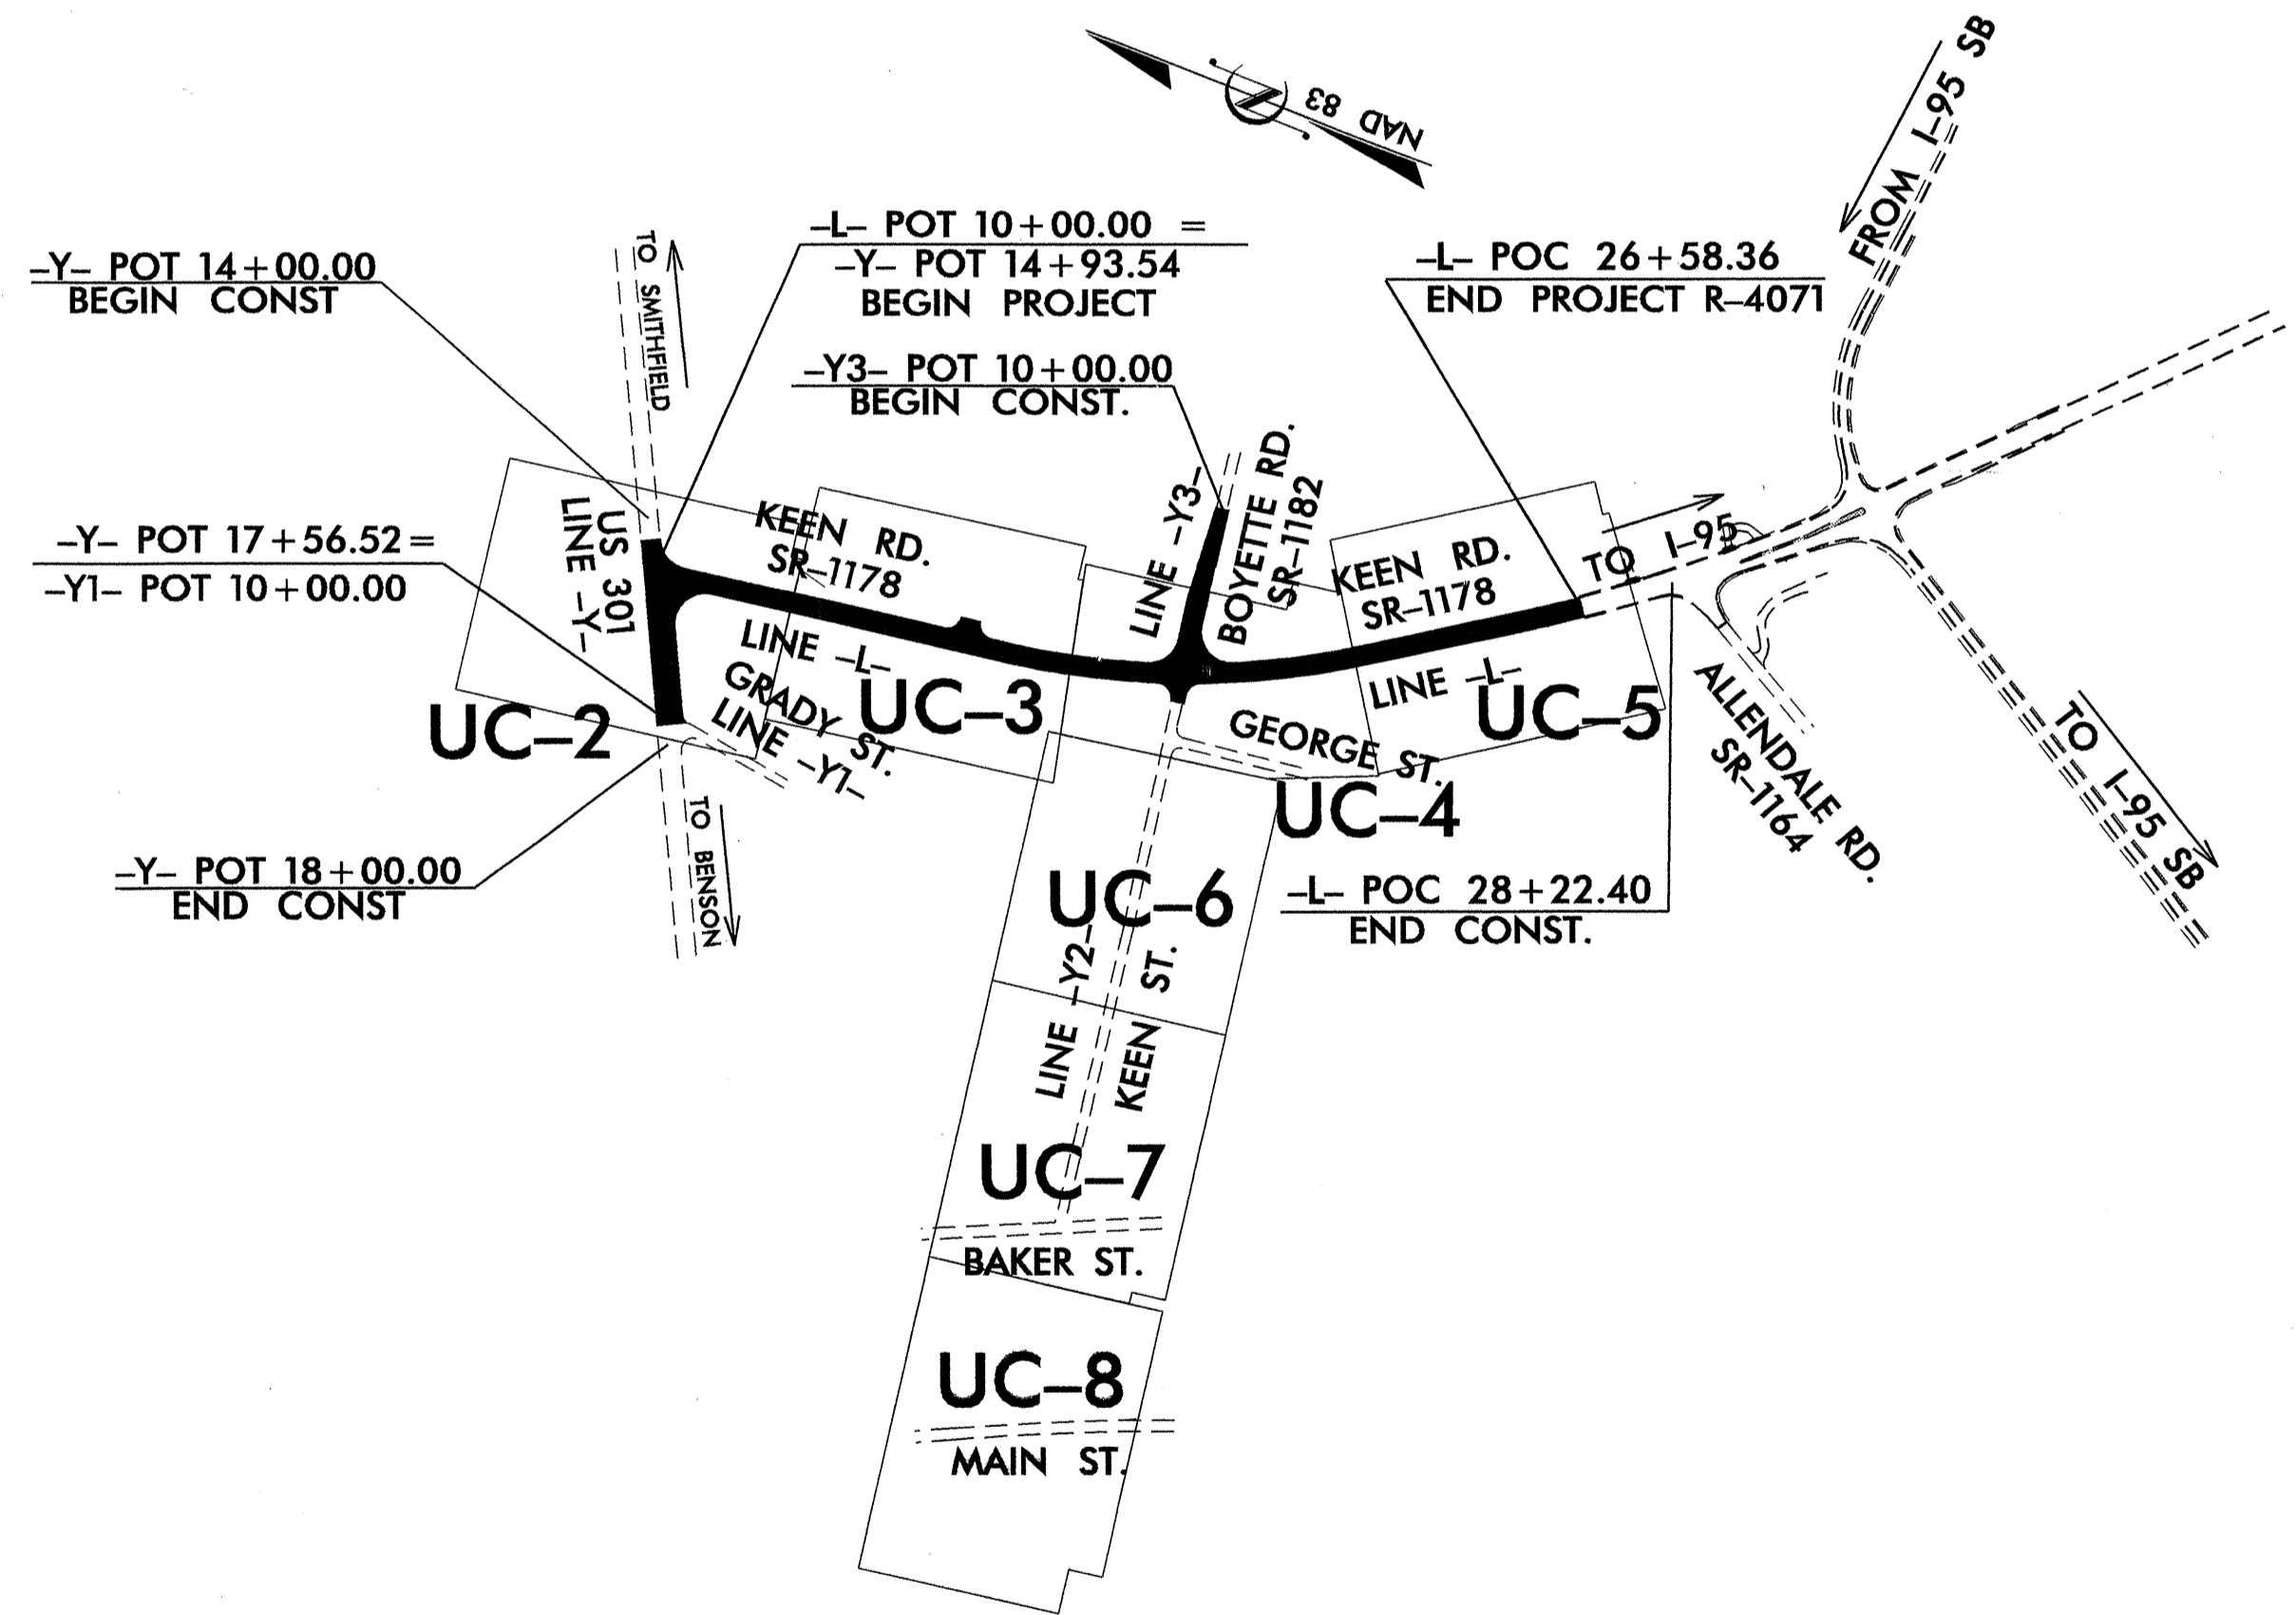 NAD 83
FROM I-95 SB
-L- POT 10+00.00 =
-Y- POT 14+93.54
BEGIN PROJECT
-Y- POT 14+00.00
BEGIN CONST
TO SMITHFIELD
-L- POC 26+58.36
END PROJECT R-4071
-Y3- POT 10+00.00
BEGIN CONST.
LINE -Y3-
BOYETTE RD.
SR-1182
US 301
LINE -Y-
KEEN RD.
SR-1178
-Y- POT 17+56.52=
-Y1- POT 10+00.00
KEEN RD.
SR-1178
TO I-95
LINE -L-
GRADY ST.
LINE -Y1-
UC-2
UC-3
LINE -L-
UC-5
GEORGE ST.
UC-4
ALLENDALE RD.
SR-1164
TO I-95 SB
-Y- POT 18+00.00
END CONST
TO BENSON
UC-6
-L- POC 28+22.40
END CONST.
LINE -Y2-
KEEN ST.
UC-7
BAKER ST.
UC-8
MAIN ST.